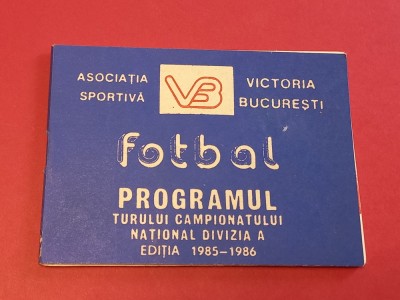 ASOCIAȚIA
SPORTIVĂ
VB
VICTORIA
BUCUREȘTI
fotbal
PROGRAMUL
TURULUI CAMPIONATULUI
NAȚIONAL DIVIZIA A
EDIȚIA 1985-1986